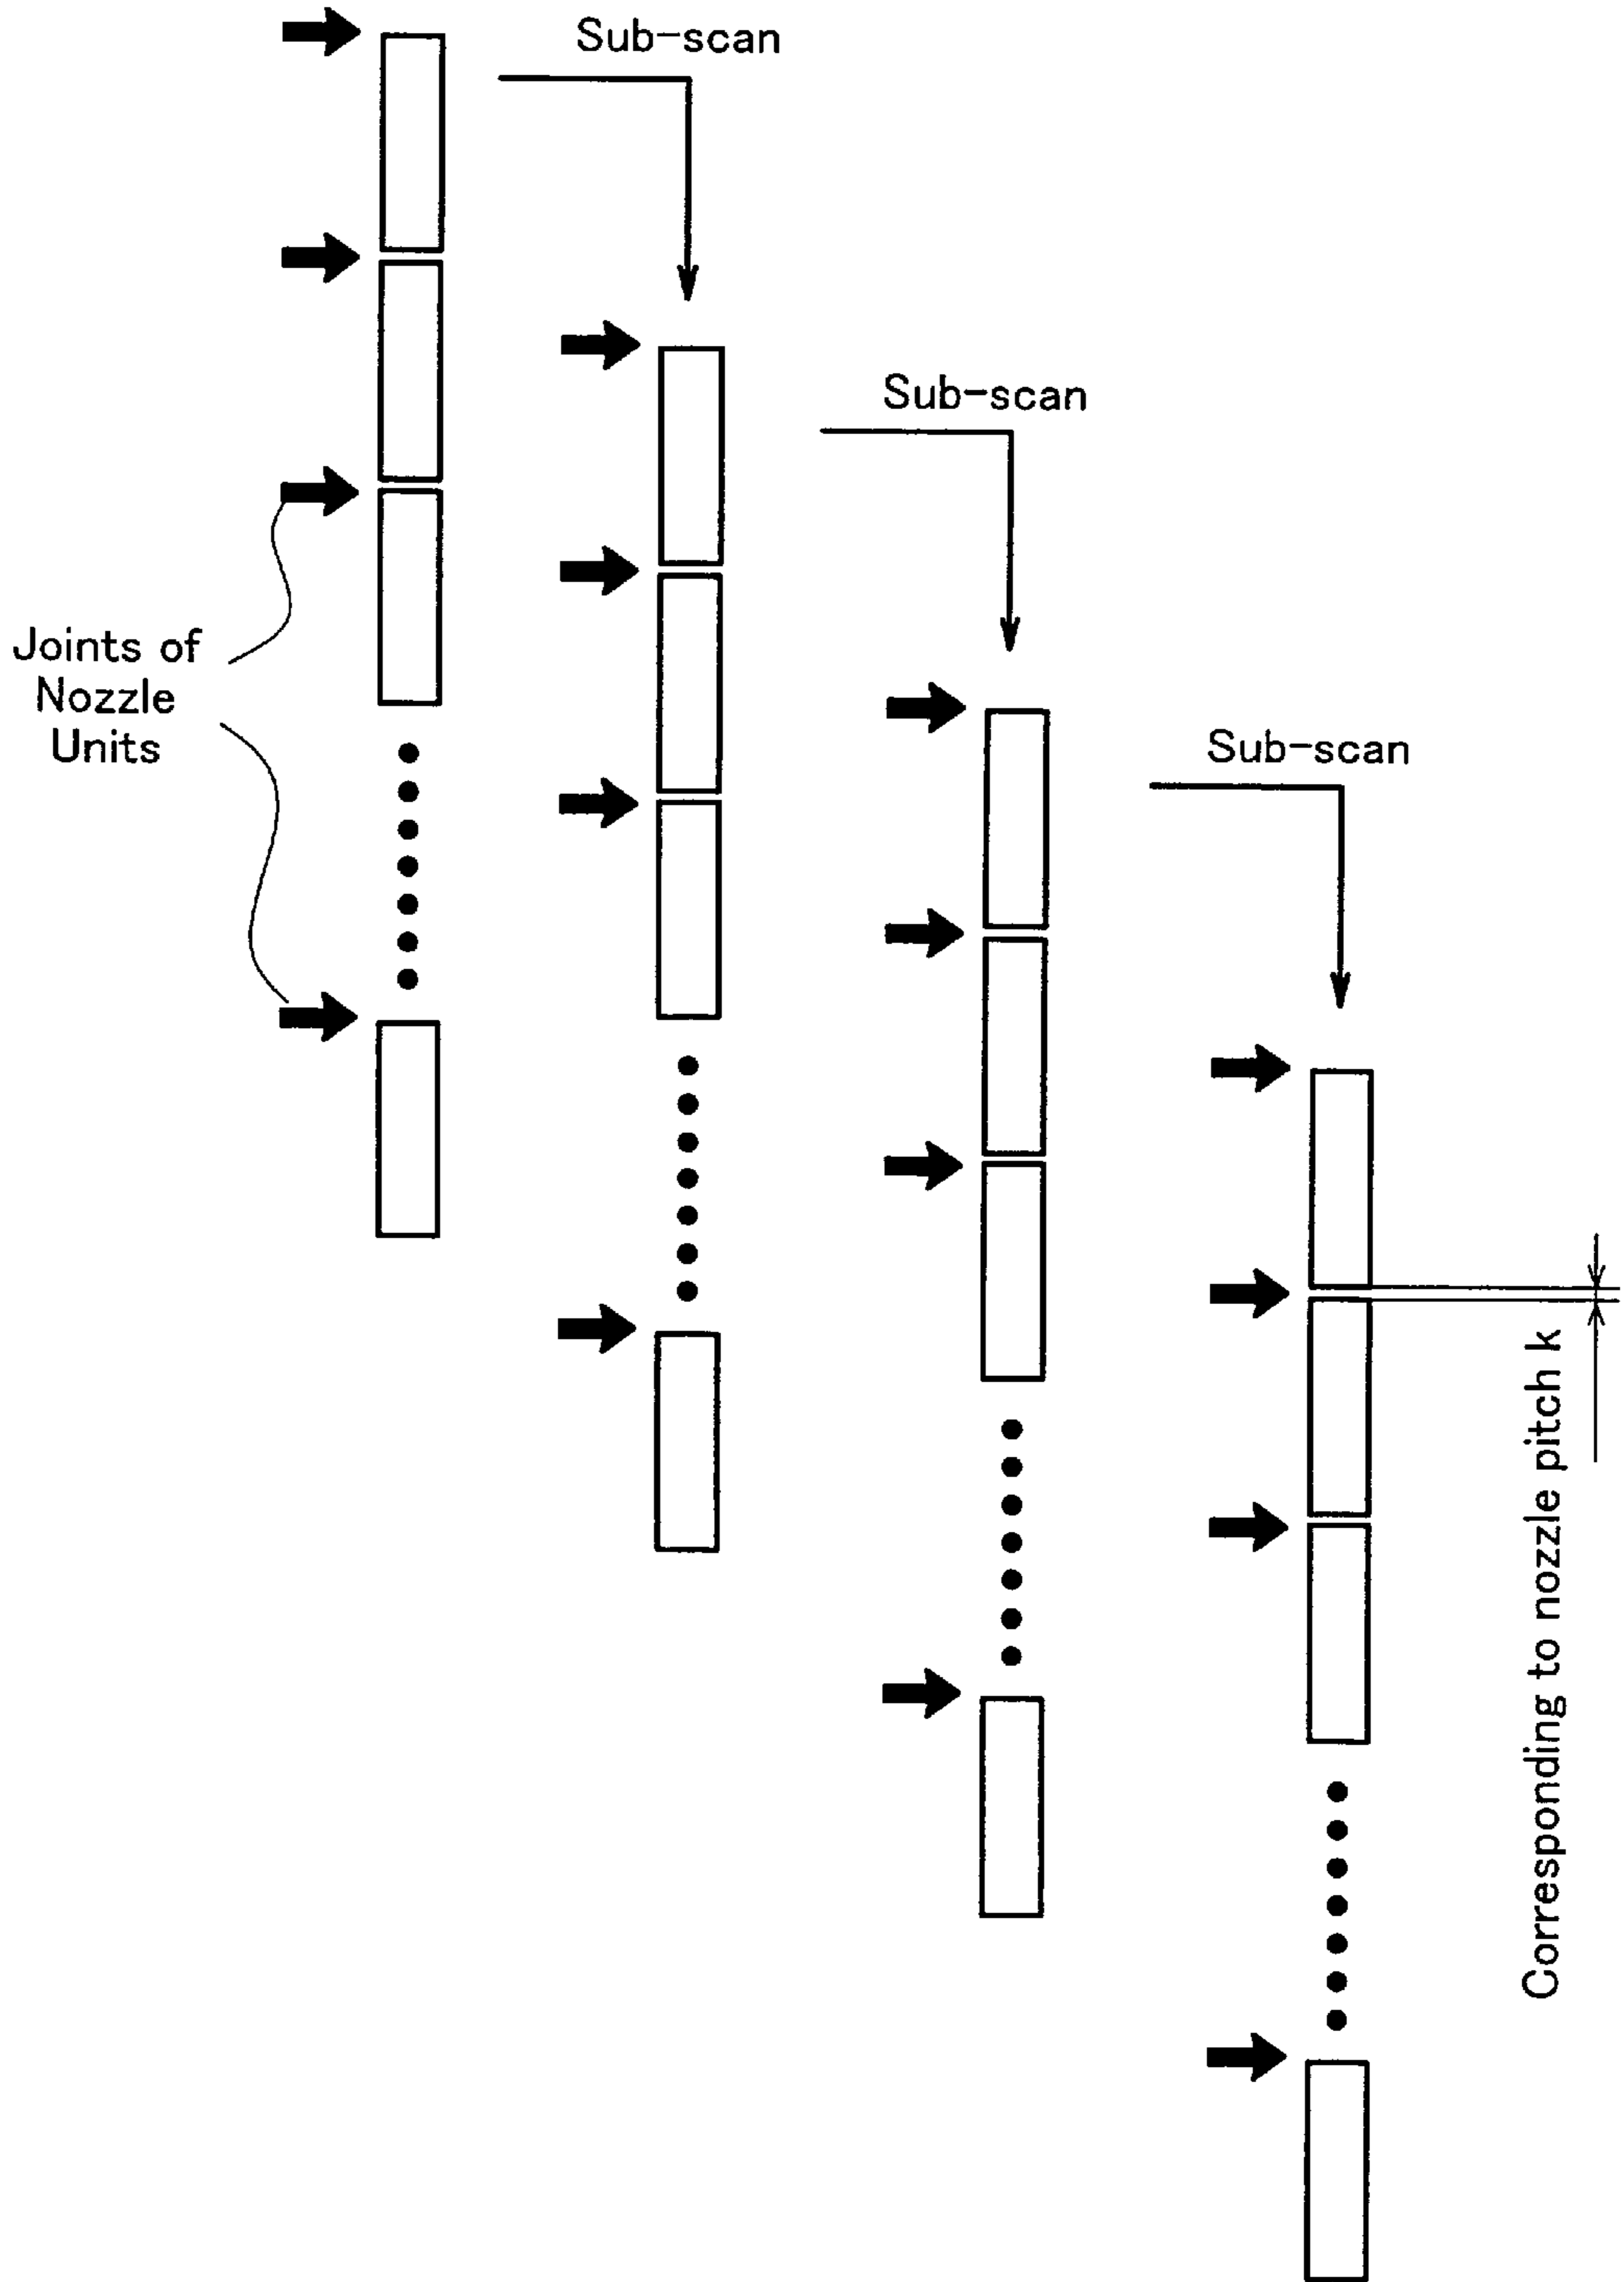 Sub-scan
Sub-scan
Joints of
Nozzle
Units
Sub-scan
Corresponding to nozzle pitch k